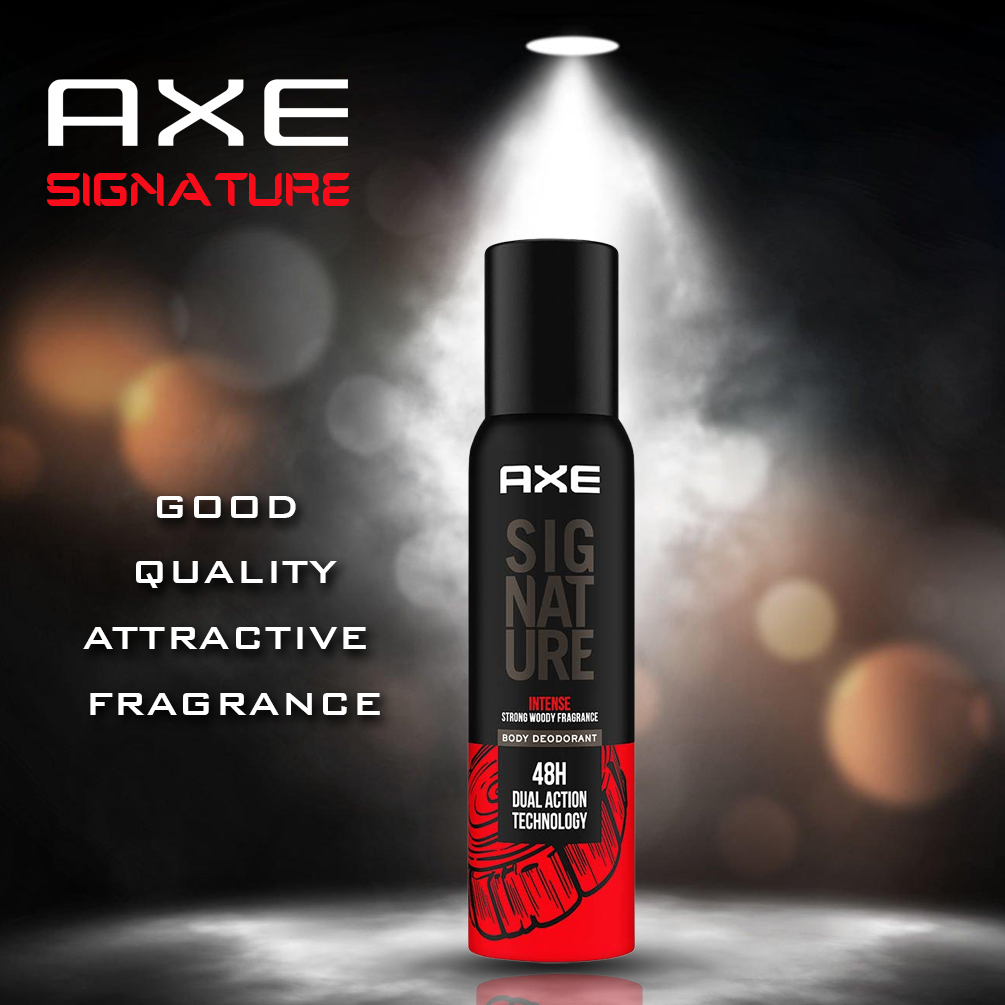 AXE
SIGNATURE
GOOD
QUALITY
ATTRACTIVE
FRAGRANCE
AXE
SIG
NAT
URE
INTENSE
STRONG WOODY FRAGRANCE
BODY DEODORANT
48H
DUAL ACTION
TECHNOLOGY